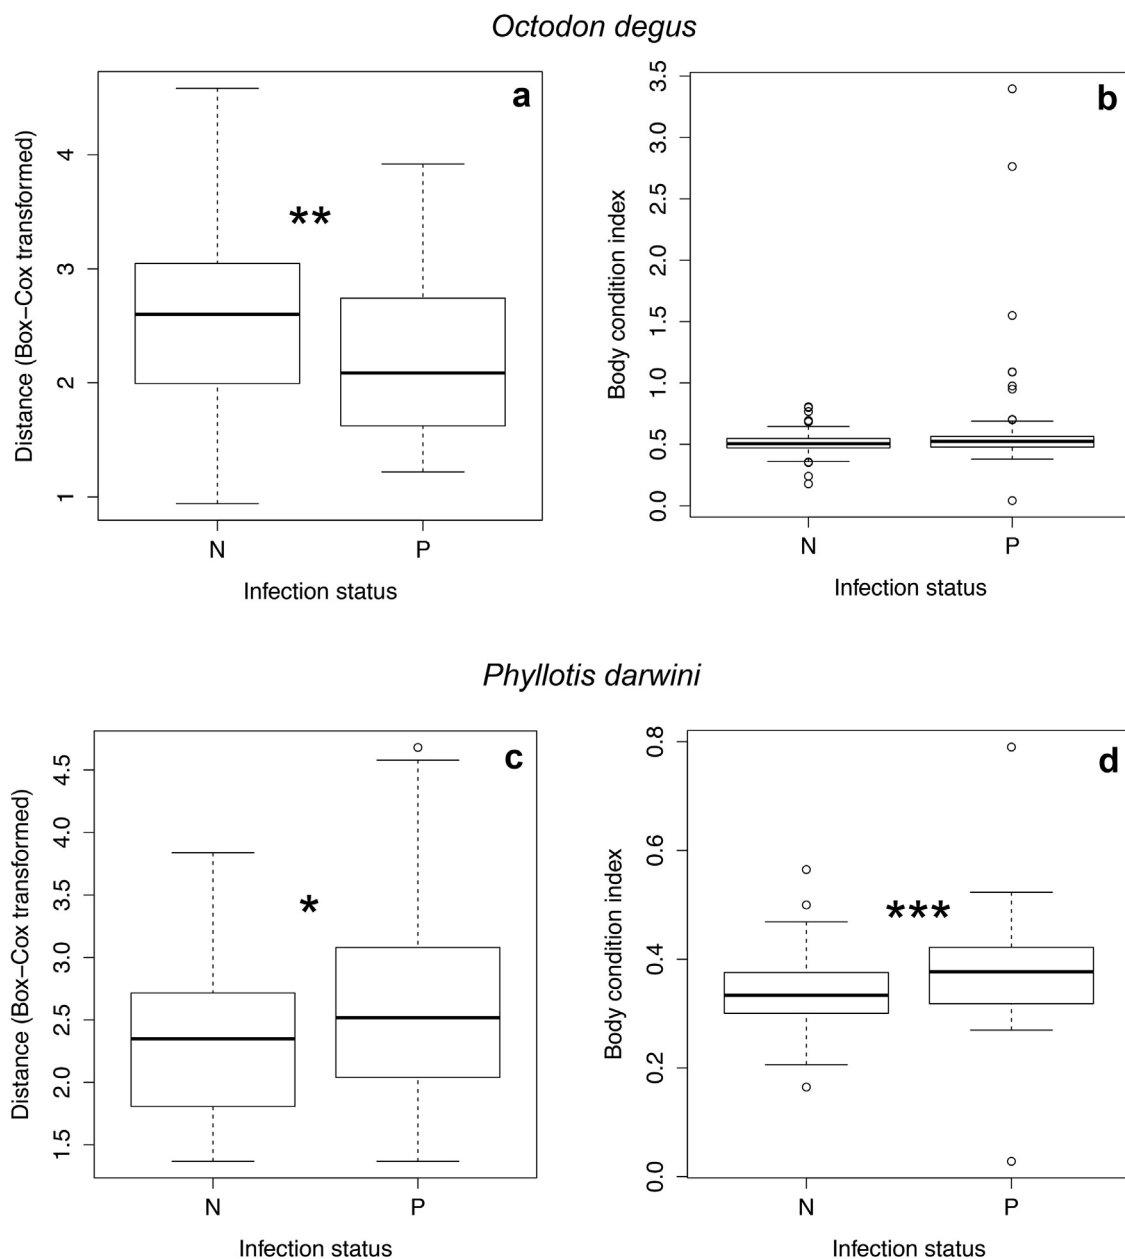 Octodon degus
a
Distance (Box−Cox transformed)
4
3
2
1
**
N P
Infection status
b
Body condition index
3.5
3.0
2.5
2.0
1.5
1.0
0.5
0.0
N P
Infection status
Phyllotis darwini
c
Distance (Box−Cox transformed)
4.5
4.0
3.5
3.0
2.5
2.0
1.5
*
N P
Infection status
d
Body condition index
0.8
0.6
0.4
0.2
0.0
***
N P
Infection status